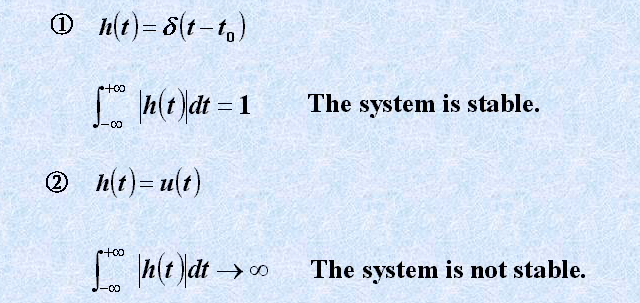 ① h(t) = δ(t − t₀)
∫₋∞⁺∞ |h(t)|dt = 1 The system is stable.
② h(t) = u(t)
∫₋∞⁺∞ |h(t)|dt → ∞ The system is not stable.